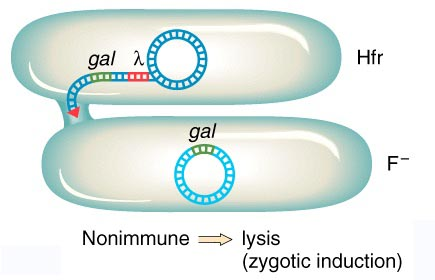 gal λ
Hfr
gal
F⁻
Nonimmune ⇨ lysis
(zygotic induction)